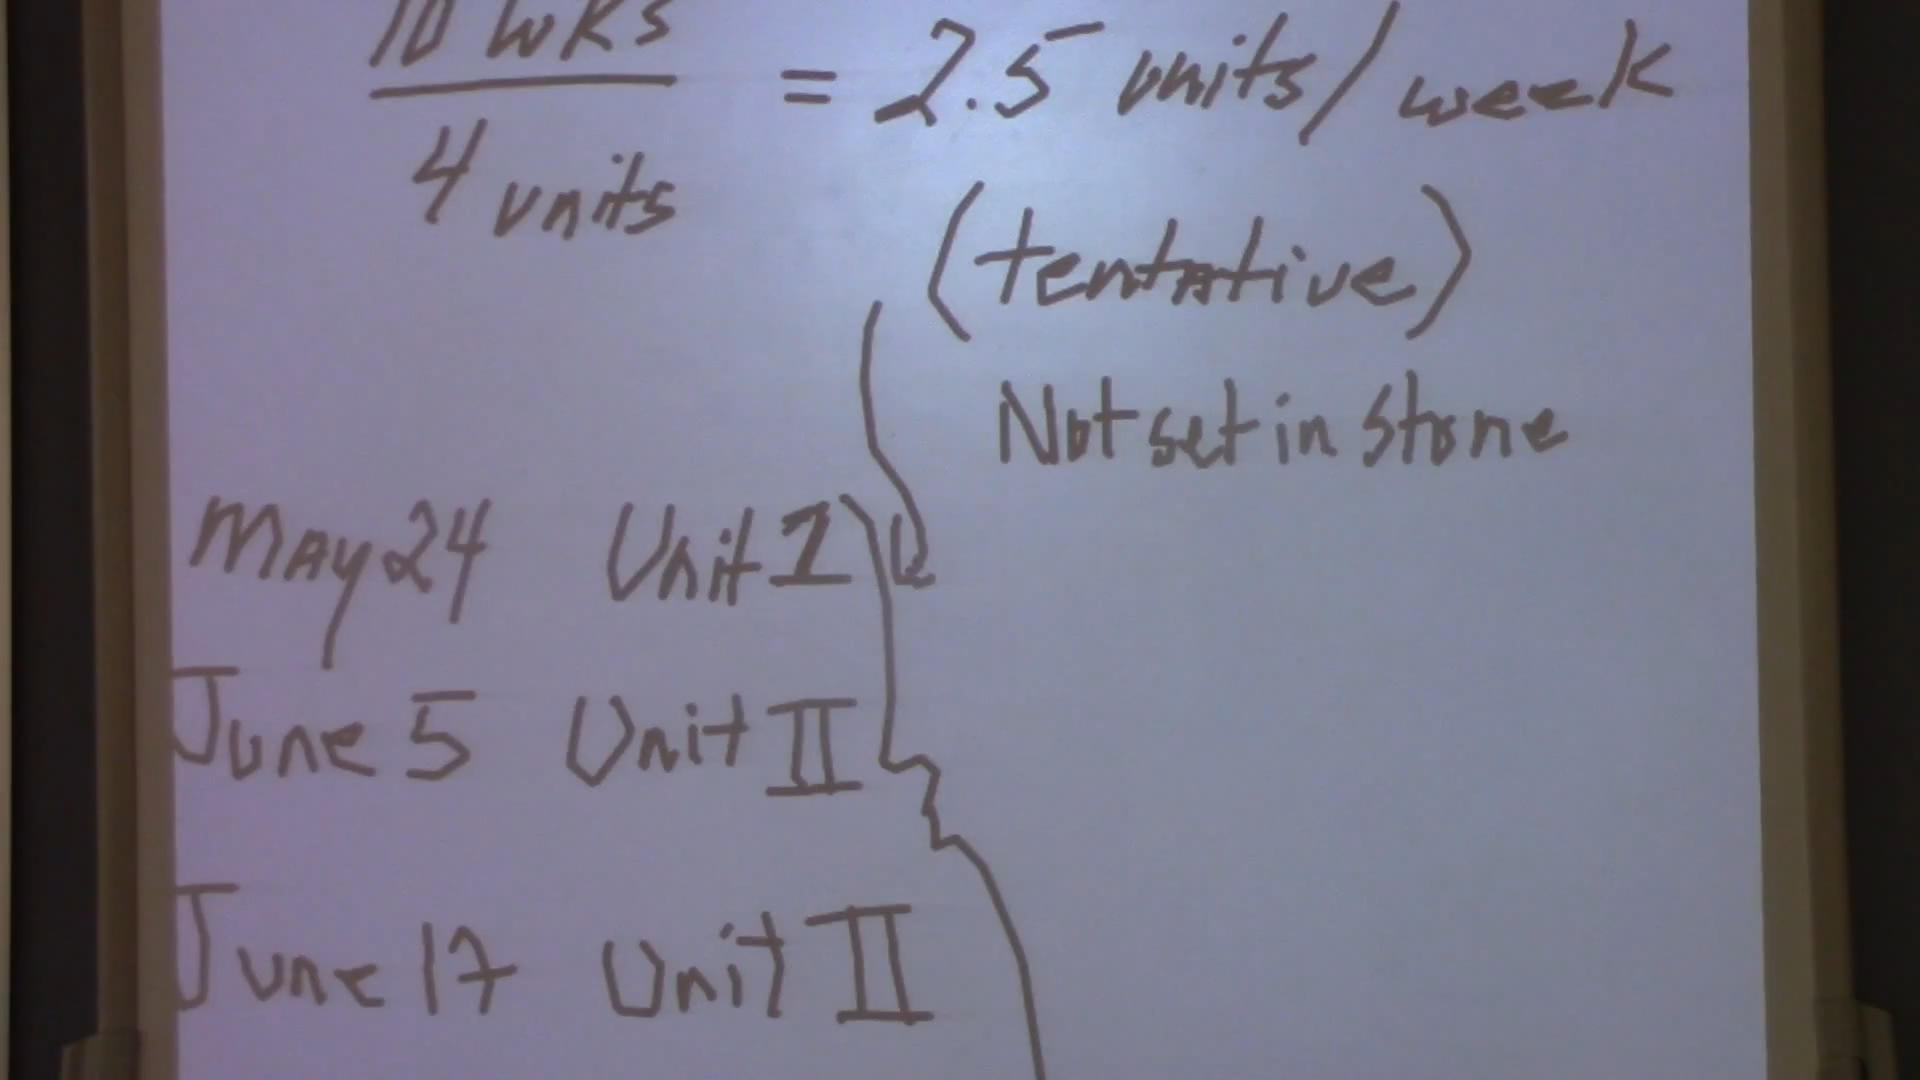 10 wks
4 units
= 2.5 units/week
(tentative)
Not set in stone
May 24 Unit I
June 5 Unit II
June 17 Unit II